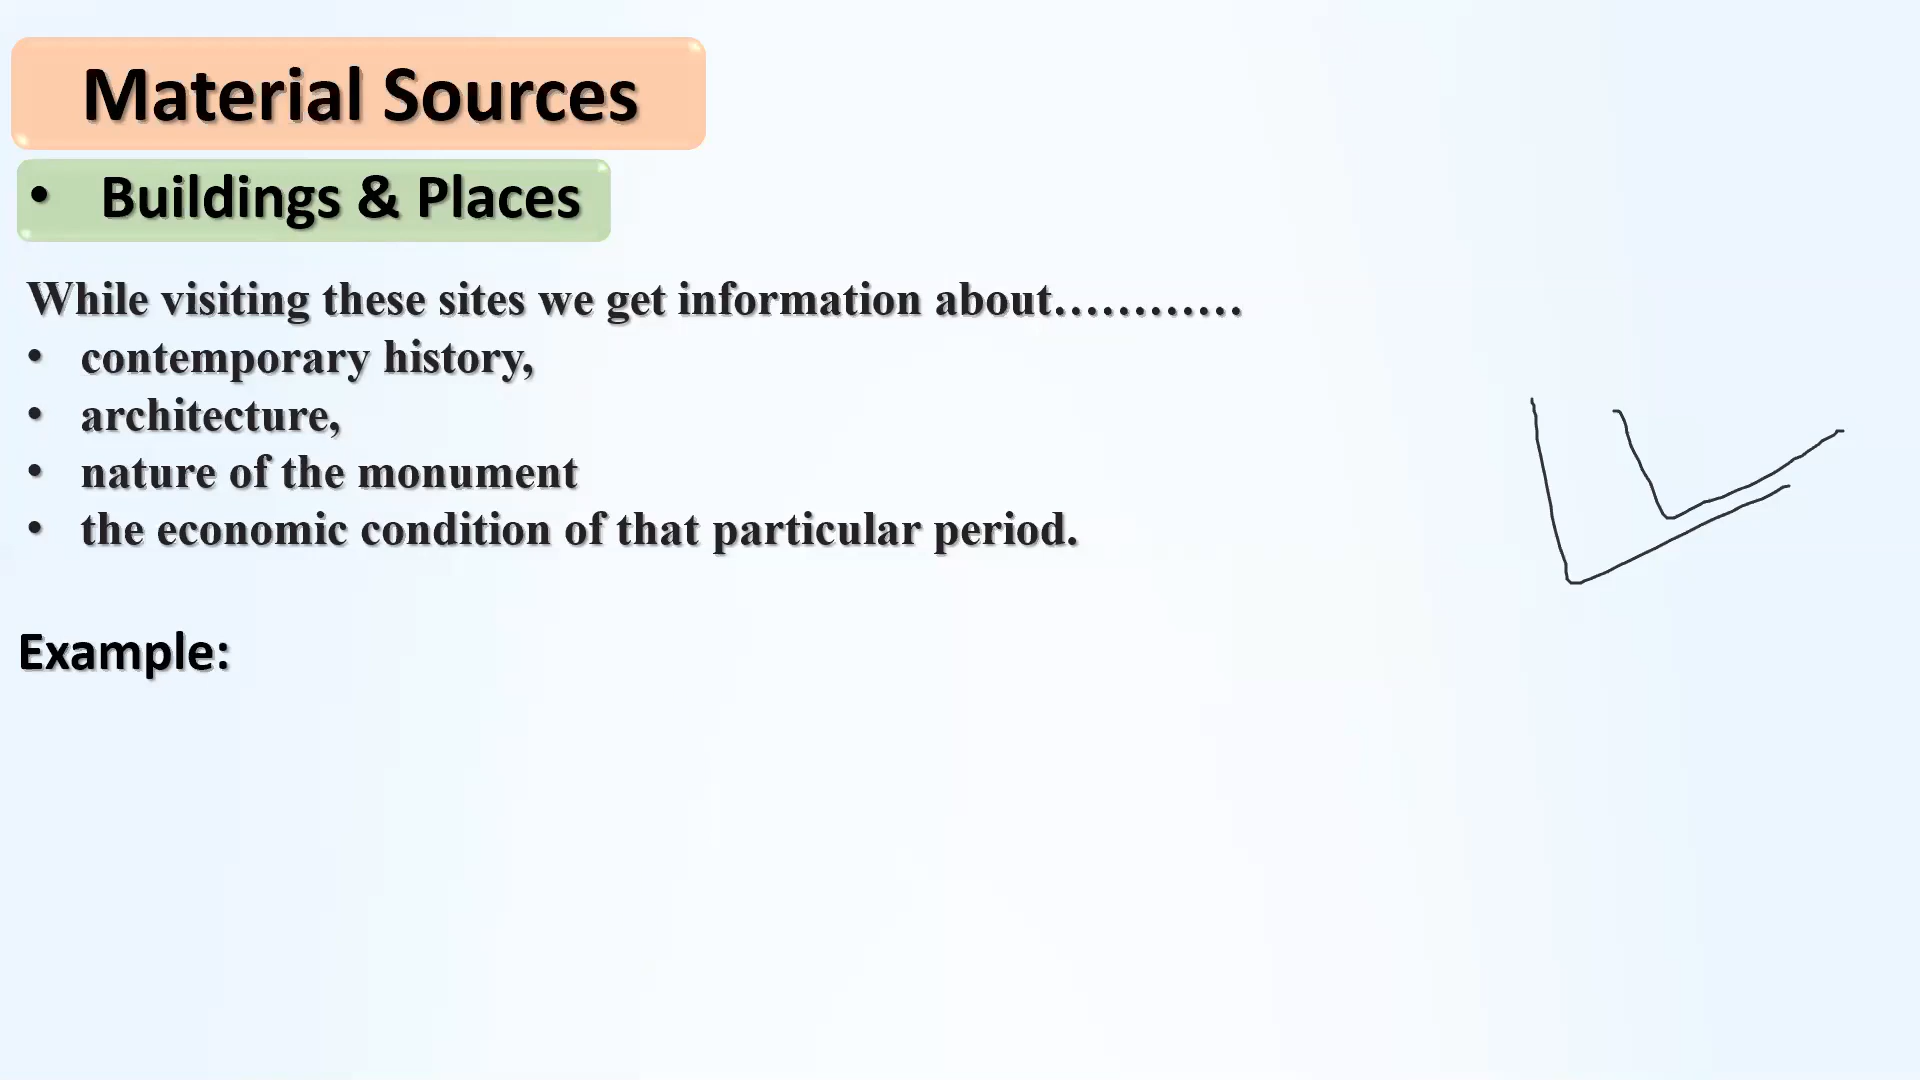 Material Sources
• Buildings & Places
While visiting these sites we get information about…………
• contemporary history,
• architecture,
• nature of the monument
• the economic condition of that particular period.
Example: